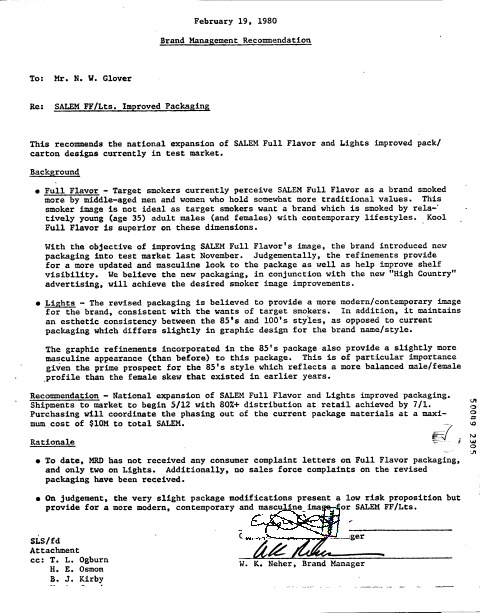 February 19, 1980
Brand Management Recommendation
To: Mr. N. W. Glover
Re: SALEM FF/Lts. Improved Packaging
This recommends the national expansion of SALEM Full Flavor and Lights improved pack/
carton designs currently in test market.
Background
• Full Flavor - Target smokers currently perceive SALEM Full Flavor as a brand smoked
more by middle-aged men and women who hold somewhat more traditional values. This
smoker image is not ideal as target smokers want a brand which is smoked by rela-
tively young (age 35) adult males (and females) with contemporary lifestyles. Kool
Full Flavor is superior on these dimensions.
With the objective of improving SALEM Full Flavor's image, the brand introduced new
packaging into test market last November. Judgementally, the refinements provide
for a more updated and masculine look to the package as well as help improve shelf
visibility. We believe the new packaging, in conjunction with the new "High Country"
advertising, will achieve the desired smoker image improvements.
• Lights - The revised packaging is believed to provide a more modern/contemporary image
for the brand, consistent with the wants of target smokers. In addition, it maintains
an esthetic consistency between the 85's and 100's styles, as opposed to current
packaging which differs slightly in graphic design for the brand name/style.
The graphic refinements incorporated in the 85's package also provide a slightly more
masculine appearance (than before) to this package. This is of particular importance
given the prime prospect for the 85's style which reflects a more balanced male/female
profile than the female skew that existed in earlier years.
Recommendation - National expansion of SALEM Full Flavor and Lights improved packaging.
Shipments to market to begin 5/12 with 80%+ distribution at retail achieved by 7/1.
Purchasing will coordinate the phasing out of the current package materials at a maxi-
mum cost of $10M to total SALEM.
Rationale
• To date, MRD has not received any consumer complaint letters on Full Flavor packaging,
and only two on Lights. Additionally, no sales force complaints on the revised
packaging have been received.
• On judgement, the very slight package modifications present a low risk proposition but
provide for a more modern, contemporary and masculine image for SALEM FF/Lts.
ger
W. K. Neher, Brand Manager
SLS/fd
Attachment
cc: T. L. Ogburn
H. E. Osmon
B. J. Kirby
50049 2305